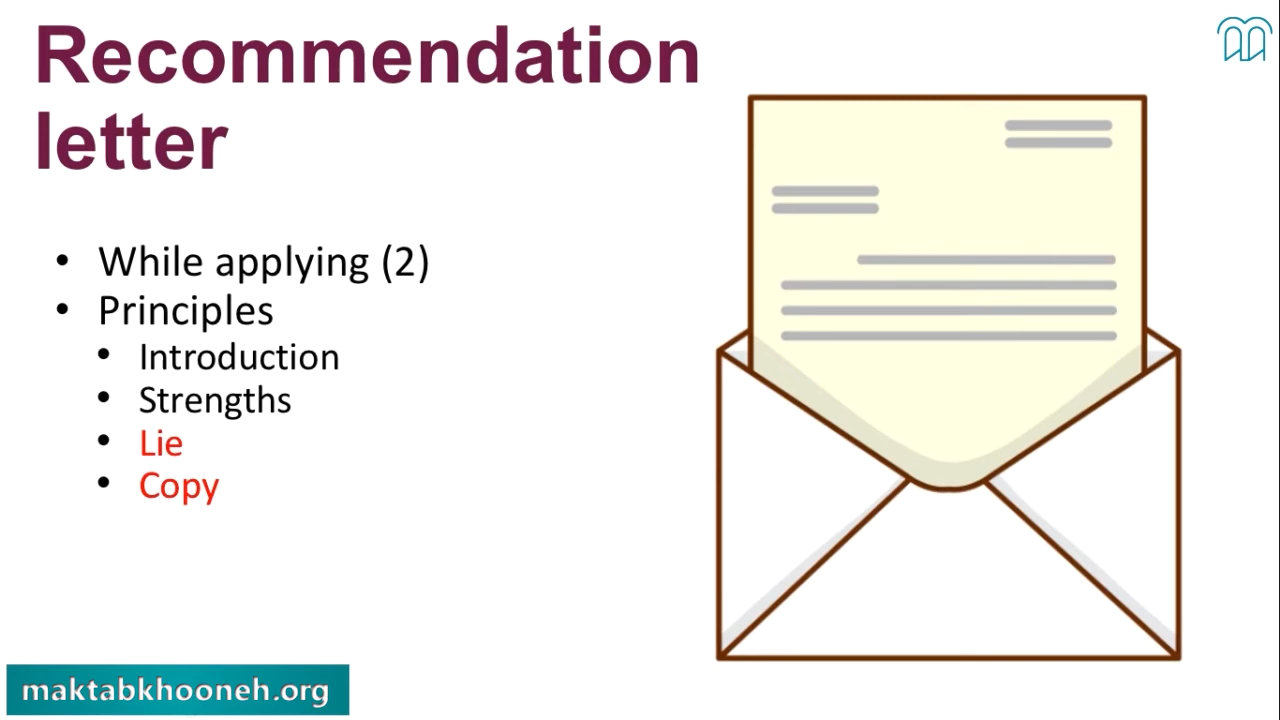 Recommendation
letter
• While applying (2)
• Principles
• Introduction
• Strengths
• Lie
• Copy
maktabkhooneh.org